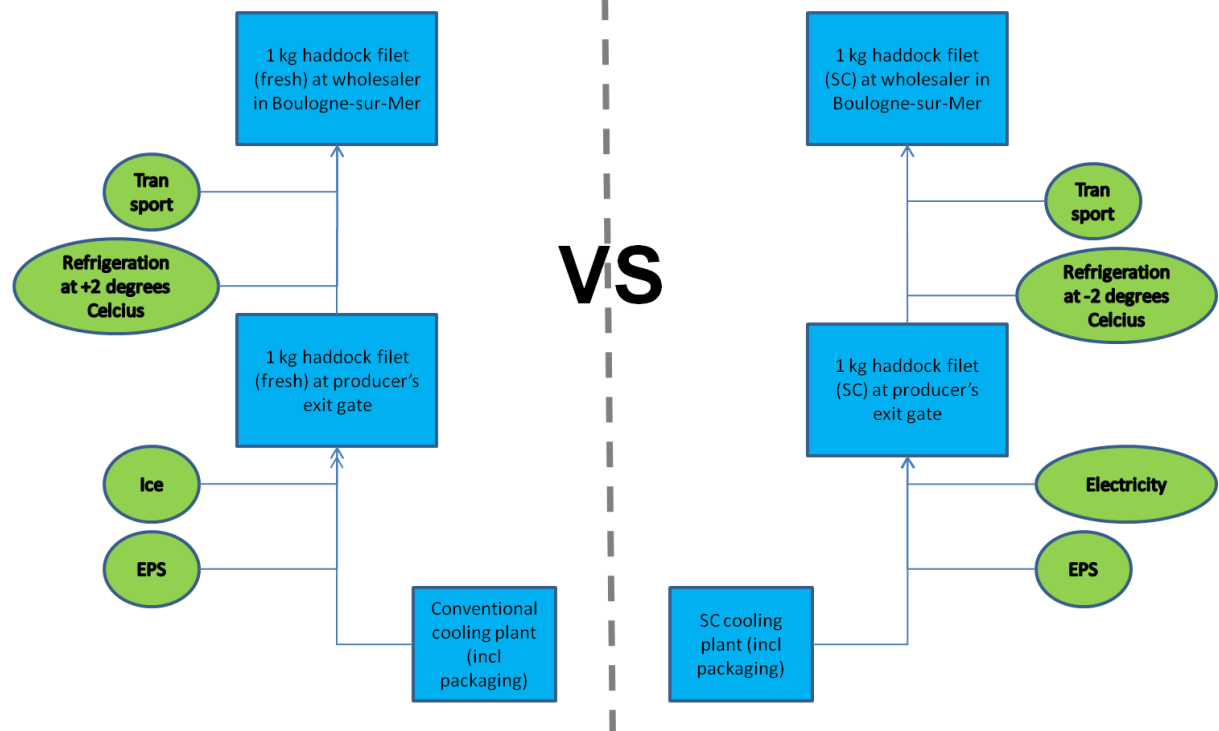 1 kg haddock filet
(fresh) at wholesaler
in Boulogne-sur-Mer
Tran
sport
Refrigeration
at +2 degrees
Celcius
1 kg haddock filet
(fresh) at producer's
exit gate
Ice
EPS
Conventional
cooling plant
(incl
packaging)
VS
1 kg haddock filet
(SC) at wholesaler in
Boulogne-sur-Mer
Tran
sport
Refrigeration
at -2 degrees
Celcius
1 kg haddock filet
(SC) at producer's
exit gate
Electricity
EPS
SC cooling
plant (incl
packaging)